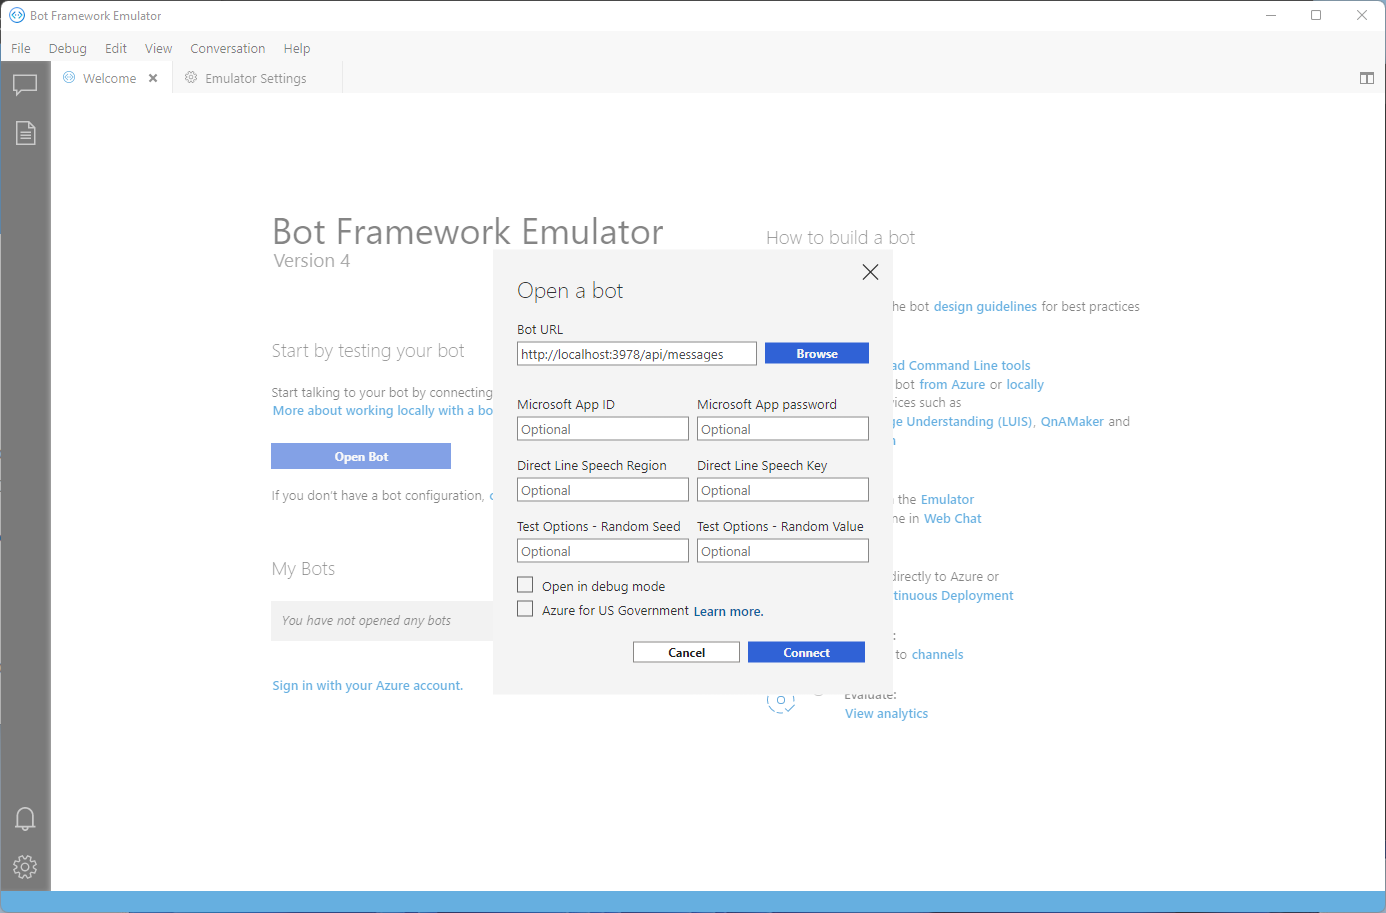 Bot Framework Emulator
File Debug Edit View Conversation Help
Welcome Emulator Settings
Bot Framework Emulator
Version 4
Start by testing your bot
Start talking to your bot by connecting
More about working locally with a bo
Open Bot
If you don't have a bot configuration,
My Bots
You have not opened any bots
Sign in with your Azure account.
Open a bot
Bot URL
http://localhost:3978/api/messages Browse
Microsoft App ID Microsoft App password
Optional Optional
Direct Line Speech Region Direct Line Speech Key
Optional Optional
Test Options - Random Seed Test Options - Random Value
Optional Optional
Open in debug mode
Azure for US Government Learn more.
Cancel Connect
How to build a bot
he bot design guidelines for best practices
ad Command Line tools
bot from Azure or locally
ices such as
ge Understanding (LUIS), QnAMaker and
n the Emulator
ne in Web Chat
irectly to Azure or
tinuous Deployment
to channels
Evaluate:
View analytics